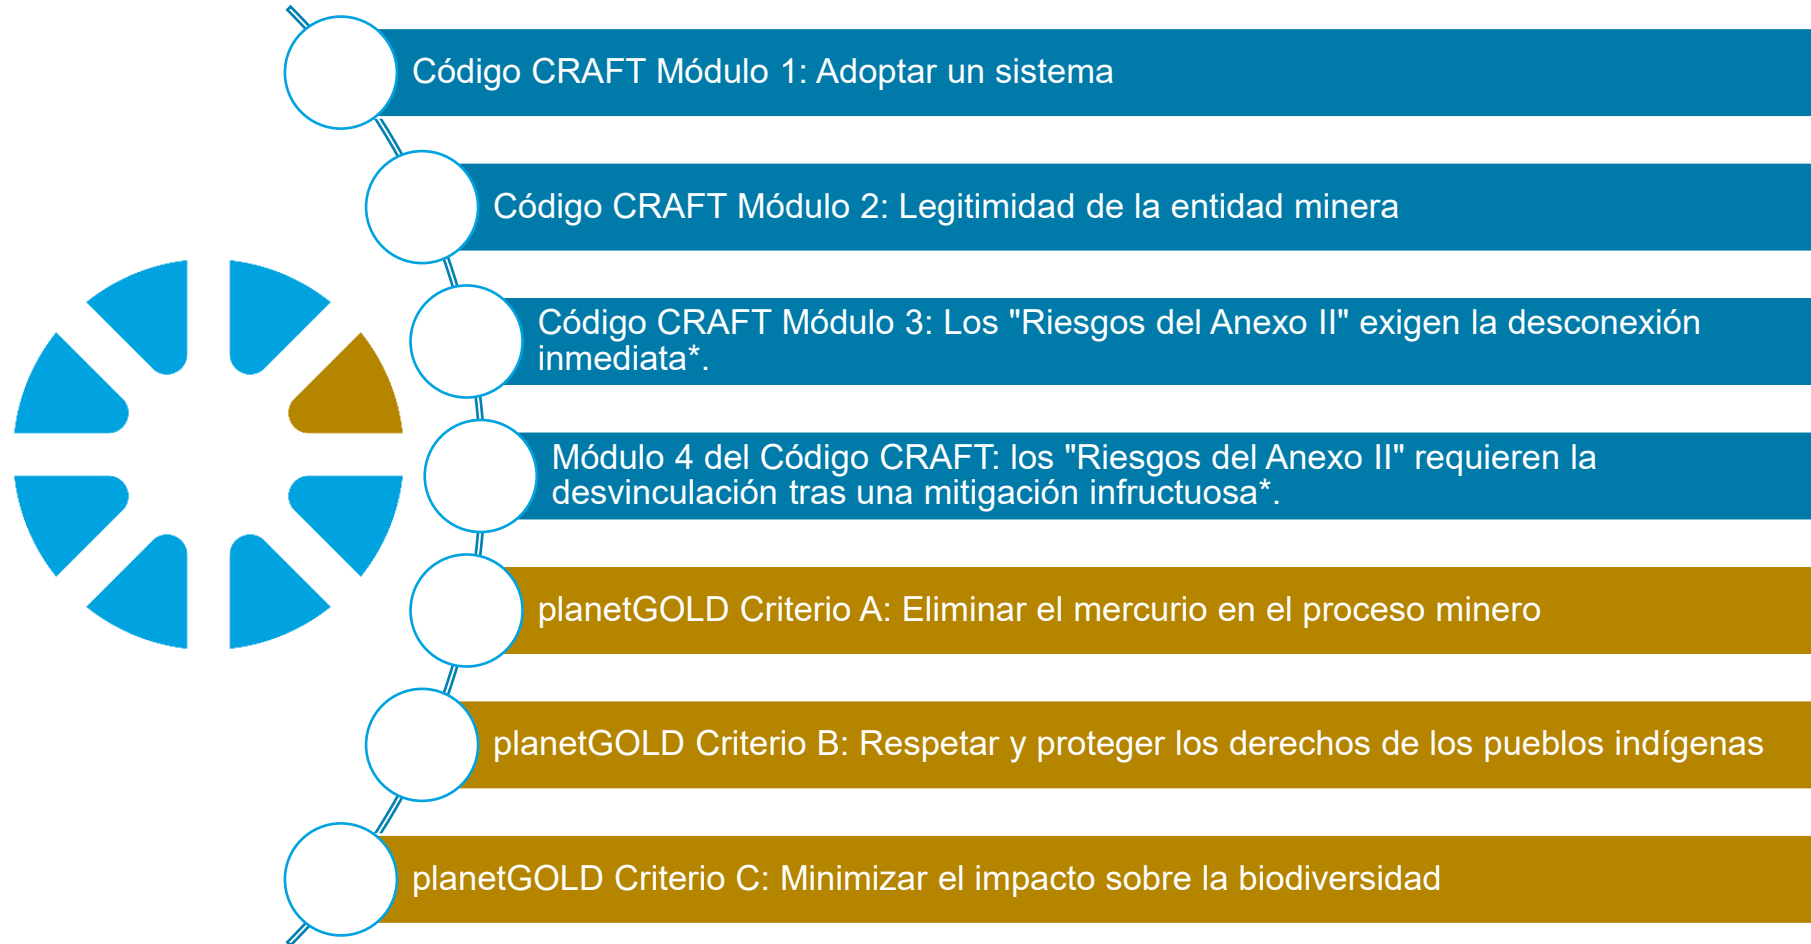 Código CRAFT Módulo 1: Adoptar un sistema
Código CRAFT Módulo 2: Legitimidad de la entidad minera
Código CRAFT Módulo 3: Los "Riesgos del Anexo II" exigen la desconexión
inmediata*.
Módulo 4 del Código CRAFT: los "Riesgos del Anexo II" requieren la
desvinculación tras una mitigación infructuosa*.
planetGOLD Criterio A: Eliminar el mercurio en el proceso minero
planetGOLD Criterio B: Respetar y proteger los derechos de los pueblos indígenas
planetGOLD Criterio C: Minimizar el impacto sobre la biodiversidad